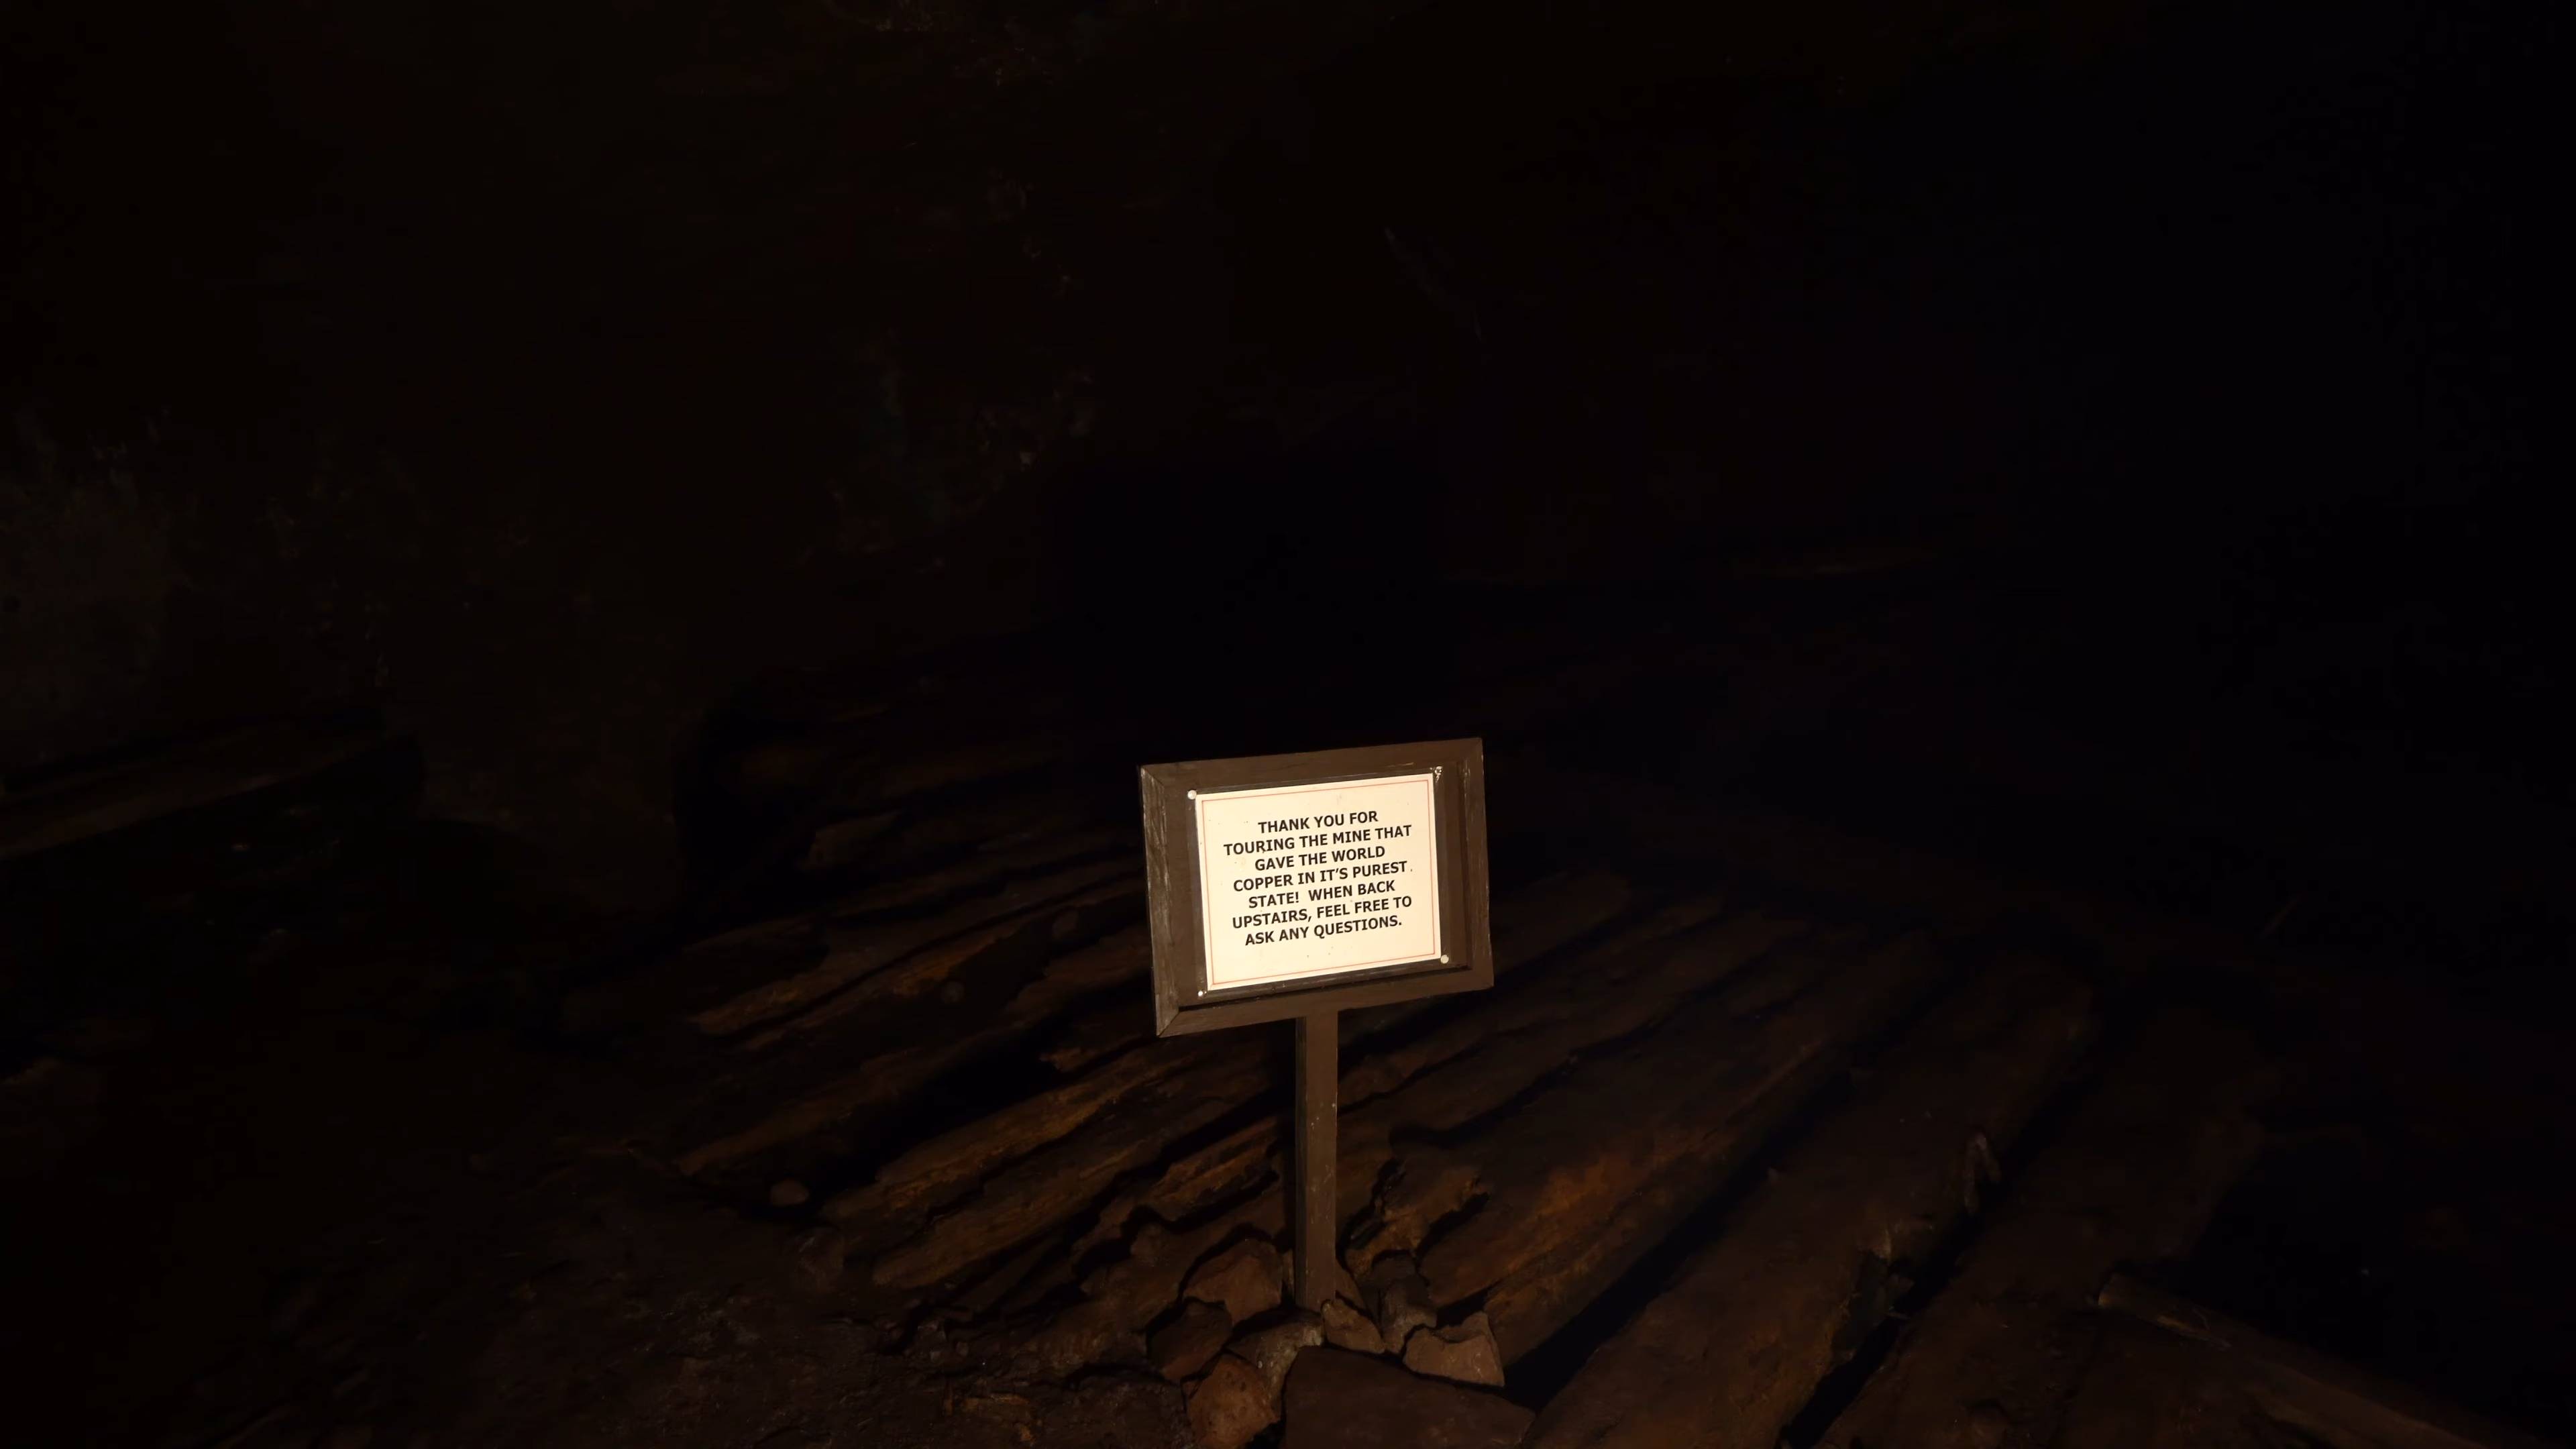 THANK YOU FOR
TOURING THE MINE THAT
GAVE THE WORLD
COPPER IN IT'S PUREST
STATE!  WHEN BACK
UPSTAIRS, FEEL FREE TO
ASK ANY QUESTIONS.